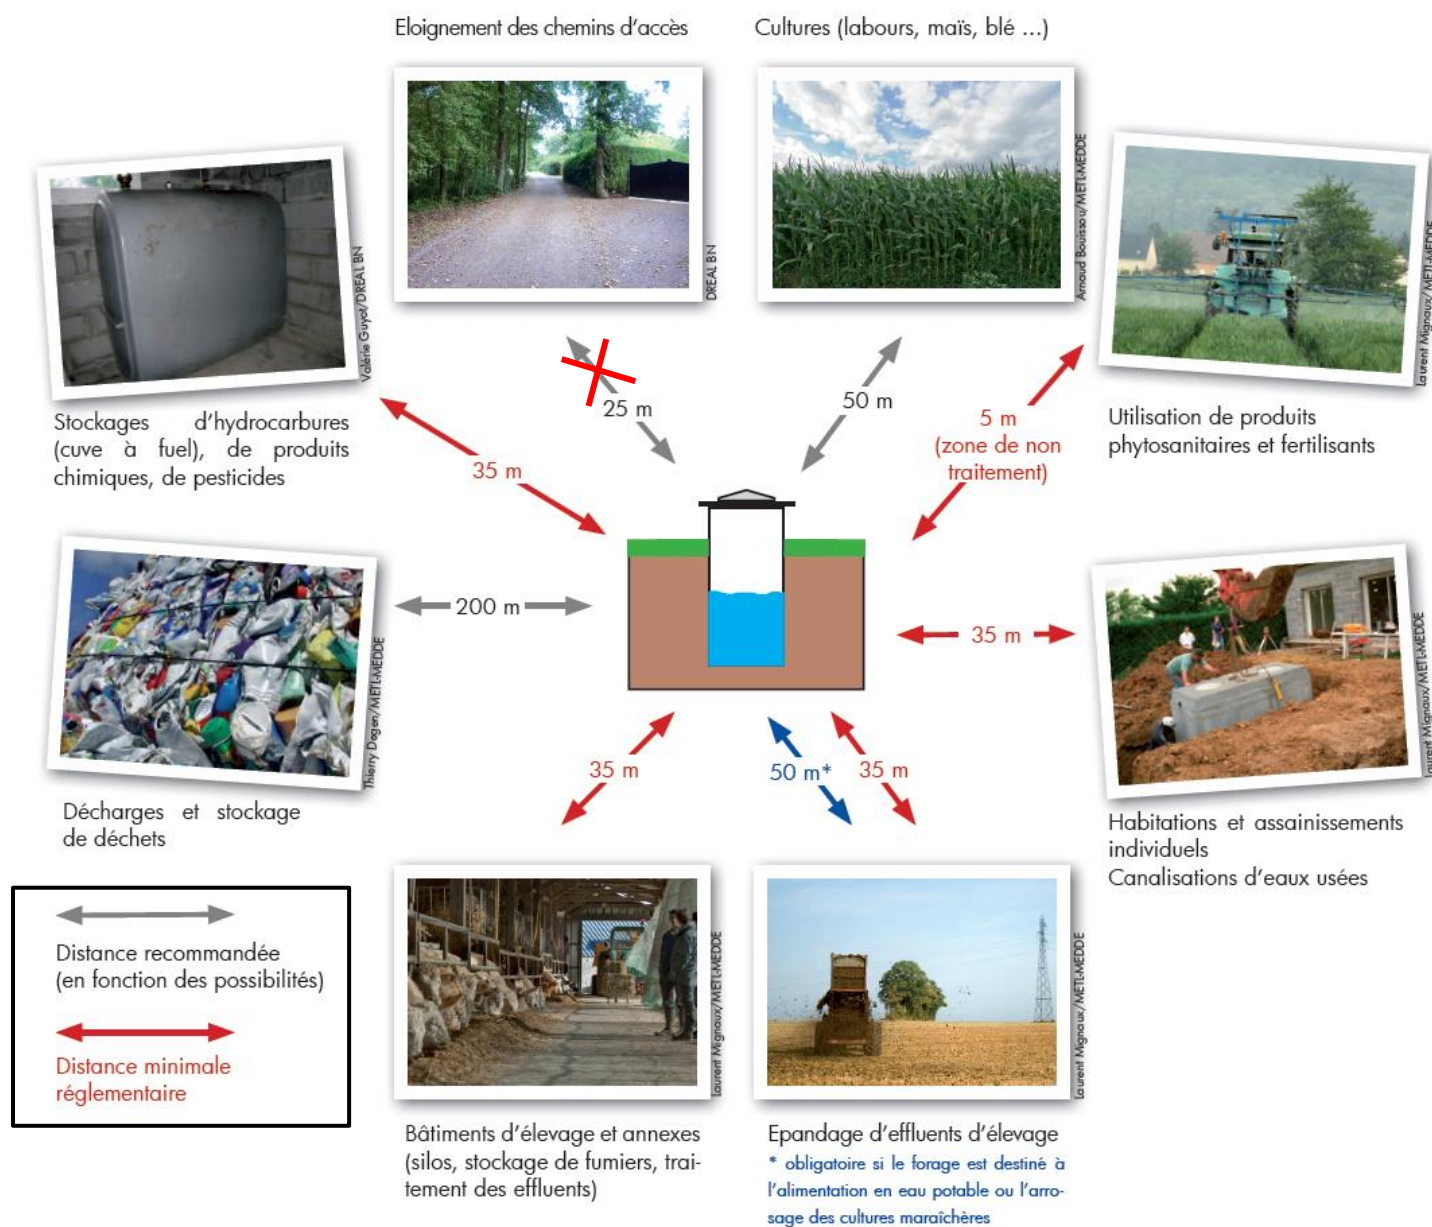 Eloignement des chemins d'accès
Cultures (labours, maïs, blé ...)
DREAL BN
Arnaud Bouissou/METL-MEDDE
Valérie Guyot/DREAL BN
Laurent Mignaux/METL-MEDDE
Stockages d'hydrocarbures
(cuve à fuel), de produits
chimiques, de pesticides
25 m
50 m
5 m
(zone de non
traitement)
Utilisation de produits
phytosanitaires et fertilisants
35 m
200 m
35 m
Thierry Degen/METL-MEDDE
Laurent Mignaux/METL-MEDDE
Décharges et stockage
de déchets
35 m
50 m*
35 m
Habitations et assainissements
individuels
Canalisations d'eaux usées
Distance recommandée
(en fonction des possibilités)
Distance minimale
réglementaire
Laurent Mignaux/METL-MEDDE
Laurent Mignaux/METL-MEDDE
Bâtiments d'élevage et annexes
(silos, stockage de fumiers, trai-
tement des effluents)
Epandage d'effluents d'élevage
* obligatoire si le forage est destiné à
l'alimentation en eau potable ou l'arro-
sage des cultures maraîchères